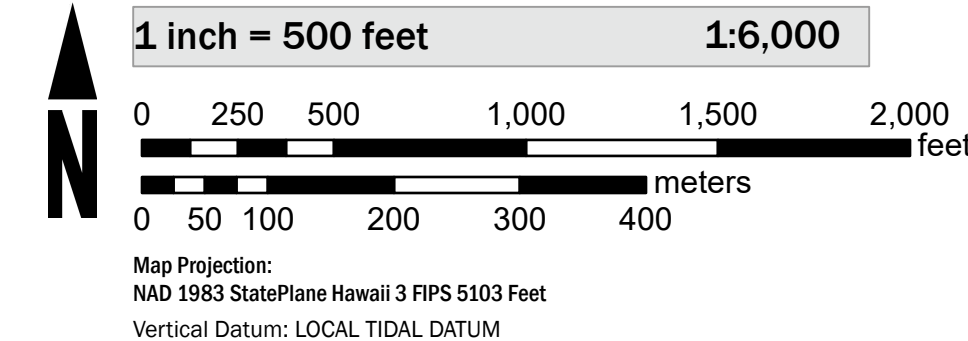 1 inch = 500 feet 1:6,000
0 250 500 1,000 1,500 2,000
feet
N
meters
0 50 100 200 300 400
Map Projection:
NAD 1983 StatePlane Hawaii 3 FIPS 5103 Feet
Vertical Datum: LOCAL TIDAL DATUM